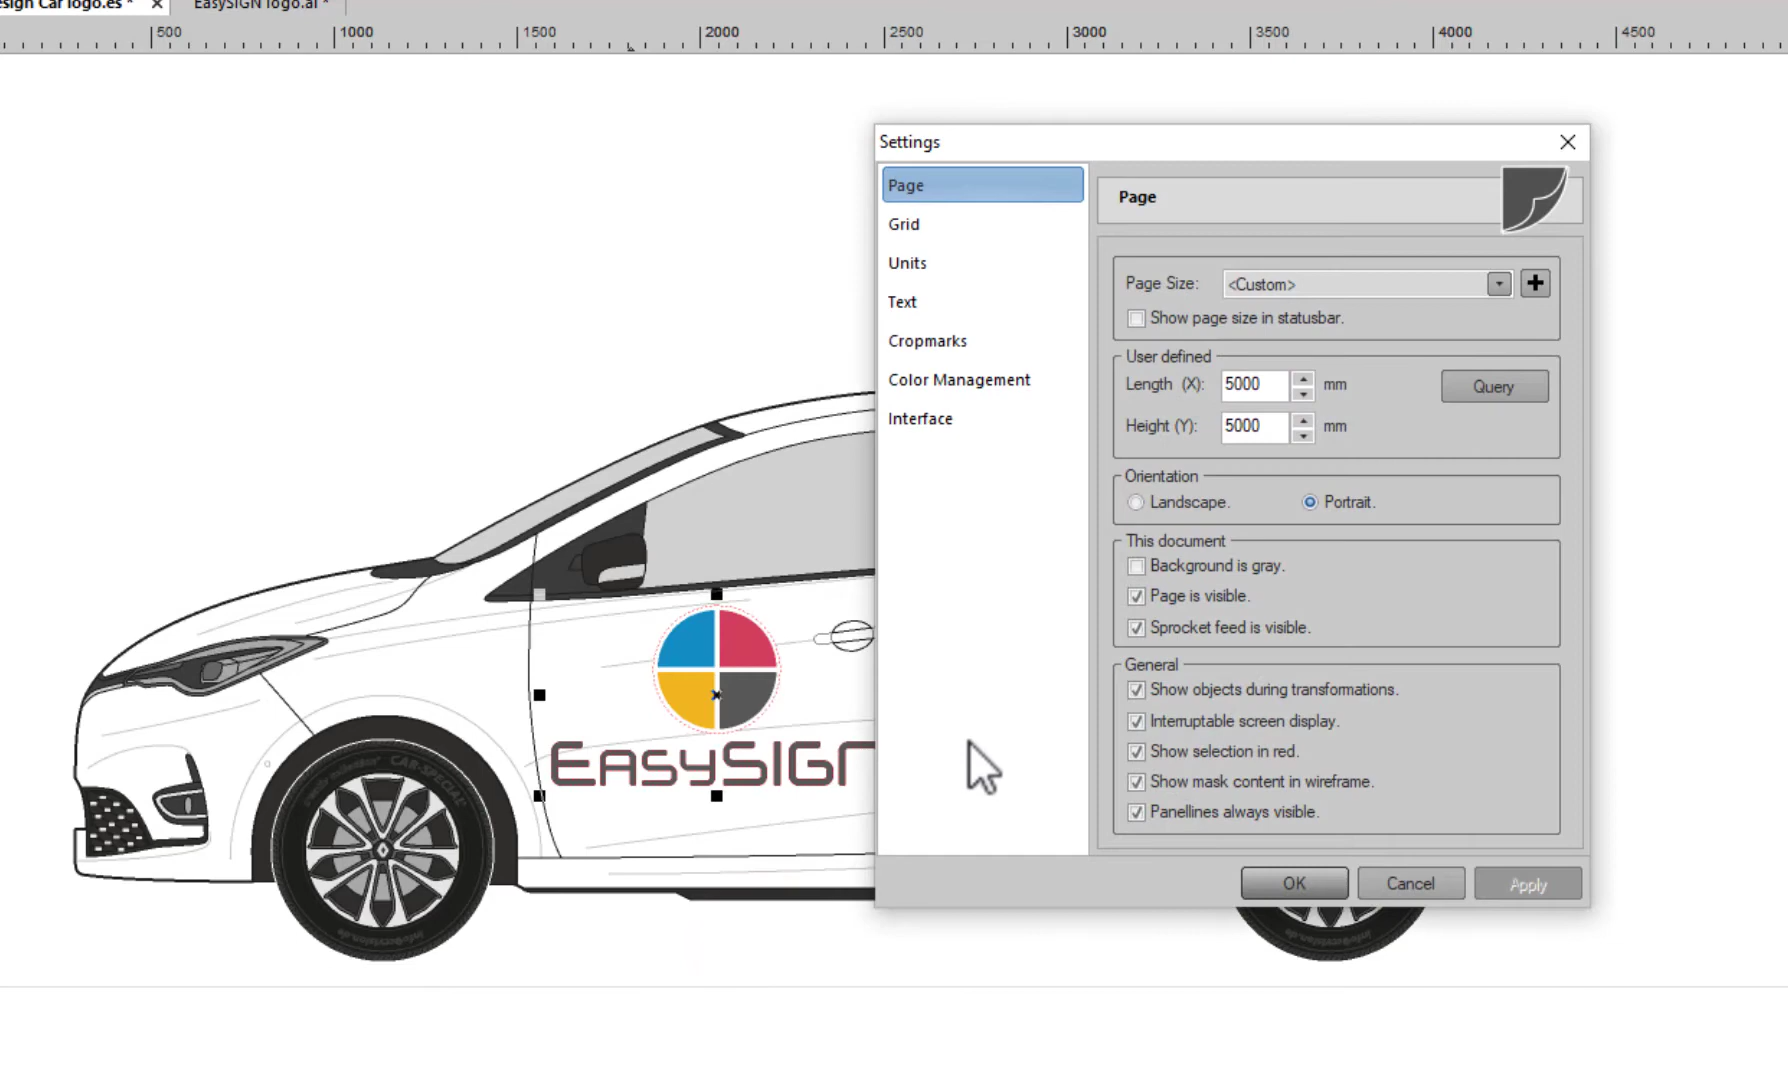 esign Car logo.es *
EasySIGN logo.ai *
500 1000 1500 2000 2500 3000 3500 4000 4500
Settings
Page
Grid
Units
Text
Cropmarks
Color Management
Interface
Page
Page Size: <Custom>
Show page size in statusbar.
User defined
Length (X): 5000 mm
Query
Height (Y): 5000 mm
Orientation
Landscape. Portrait.
This document
Background is gray.
Page is visible.
Sprocket feed is visible.
General
Show objects during transformations.
Interruptable screen display.
Show selection in red.
Show mask content in wireframe.
Panellines always visible.
OK Cancel Apply
EasySIGN
CAR-SPECIAL